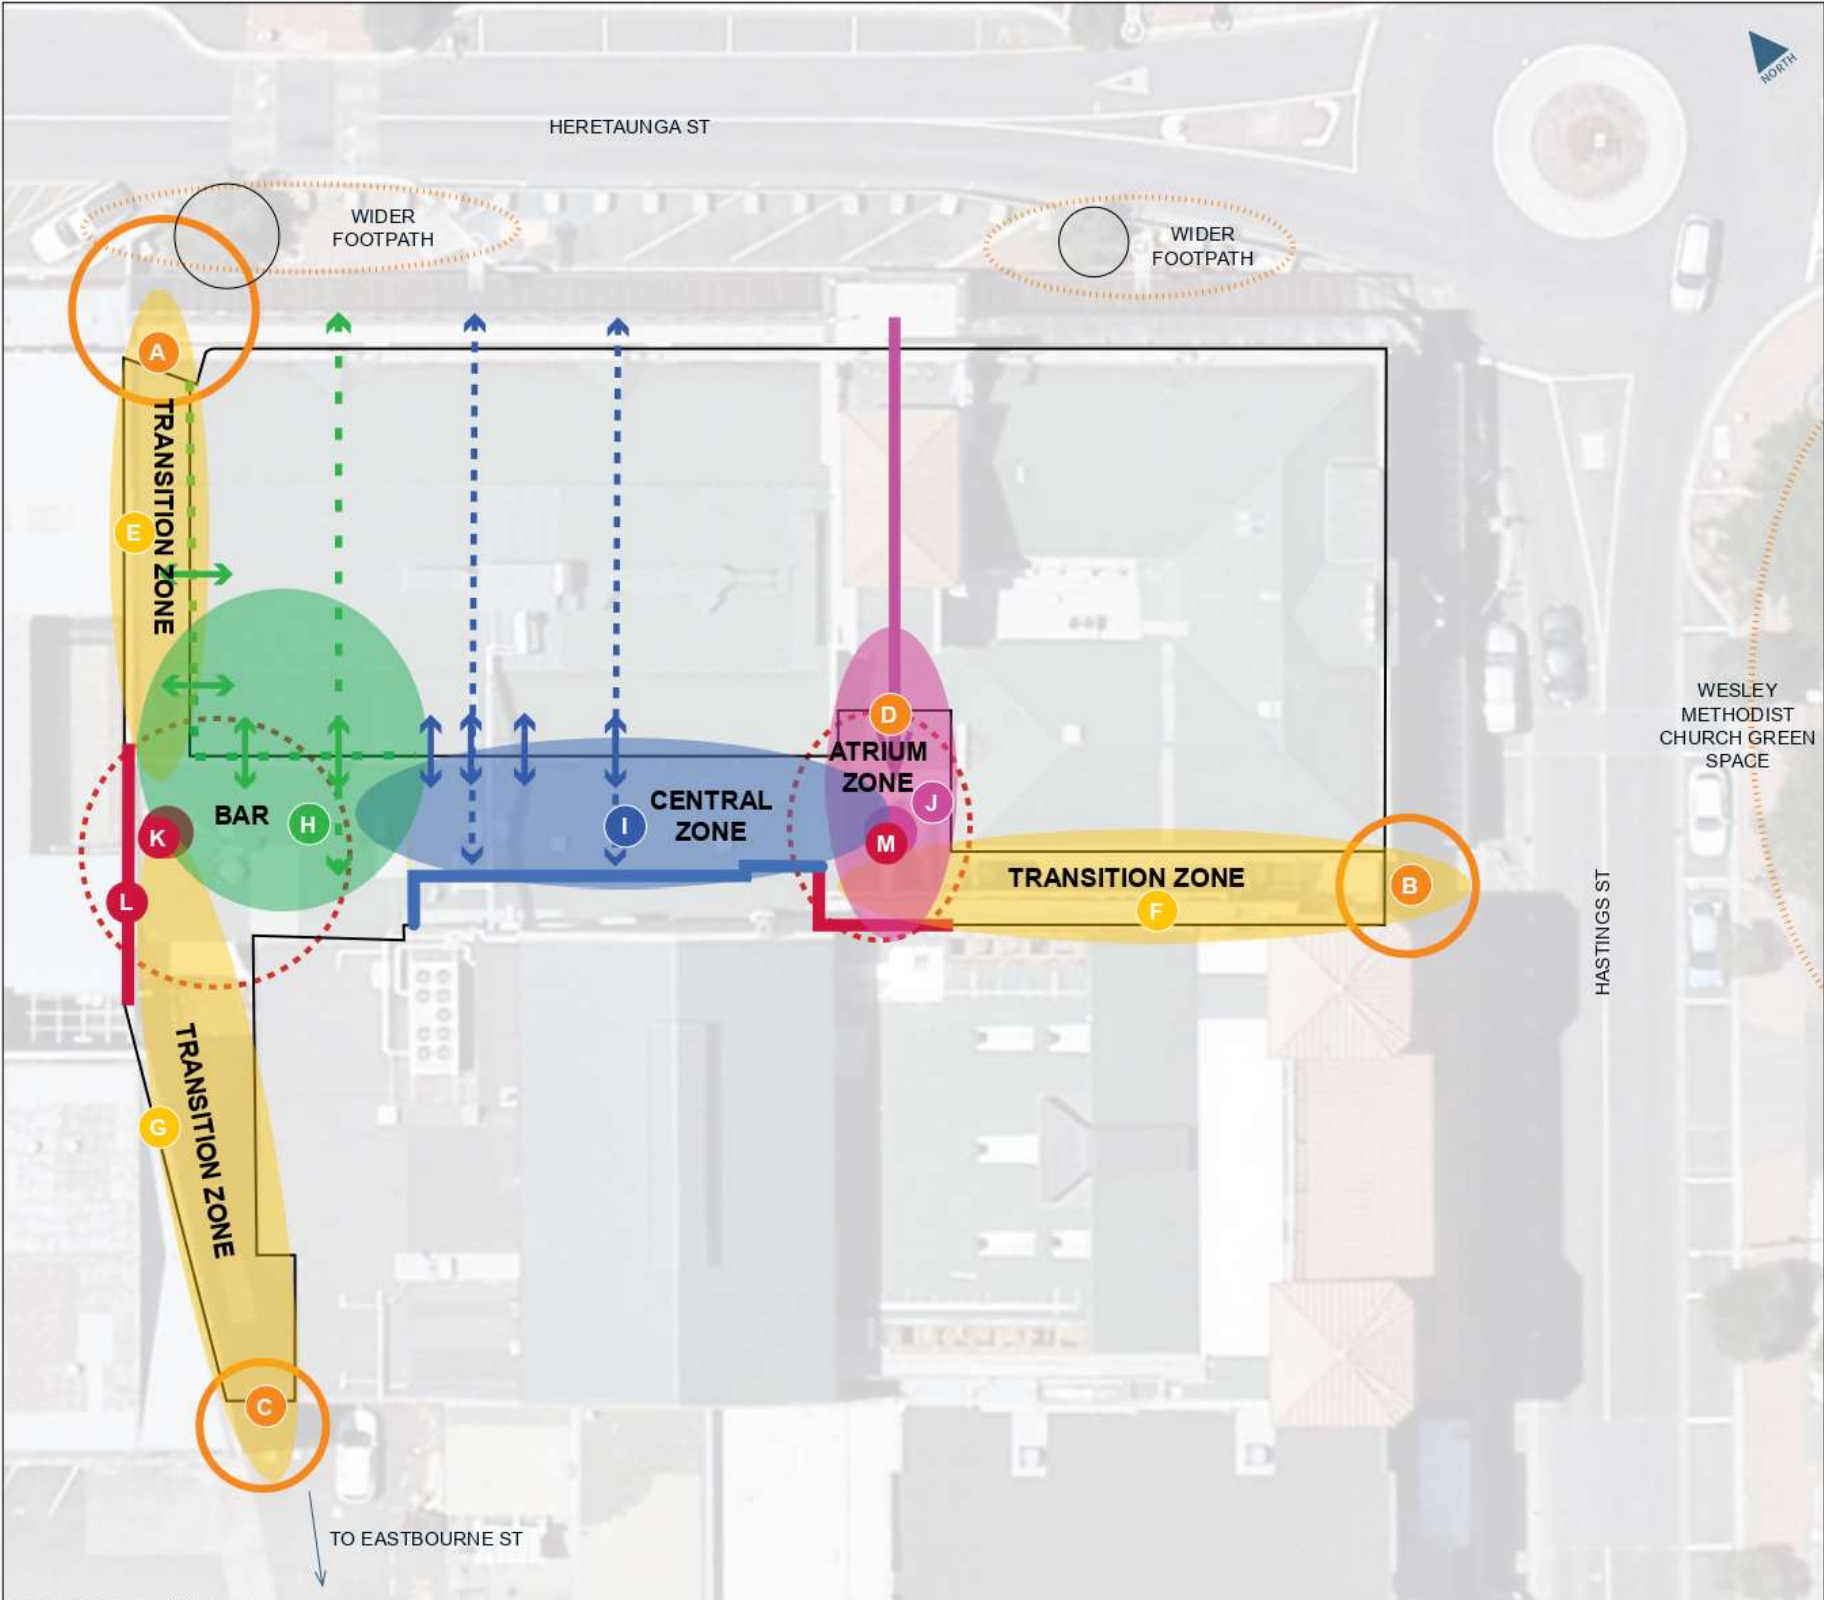 NORTH
HERETAUNGA ST
WIDER
FOOTPATH
WIDER
FOOTPATH
A
TRANSITION ZONE
E
D
ATRIUM
ZONE
J
WESLEY
METHODIST
CHURCH GREEN
SPACE
BAR
H
I
CENTRAL
ZONE
K
M
L
TRANSITION ZONE
F
B
HASTINGS ST
TRANSITION ZONE
G
C
TO EASTBOURNE ST